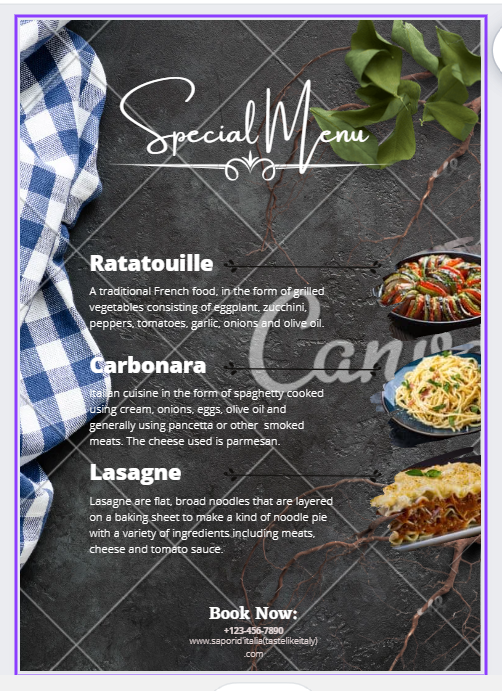 Special Menu
Ratatouille
A traditional French food, in the form of grilled
vegetables consisting of eggplant, zucchini,
peppers, tomatoes, garlic, onions and olive oil.
Canv
Carbonara
Italian cuisine in the form of spaghetty cooked
using cream, onions, eggs, olive oil and
generally using pancetta or other smoked
meats. The cheese used is parmesan.
Lasagne
Lasagne are flat, broad noodles that are layered
on a baking sheet to make a kind of noodle pie
with a variety of ingredients including meats,
cheese and tomato sauce.
Book Now:
+123-456-7890
www.saporid'italia(tastelikeitaly)
.com